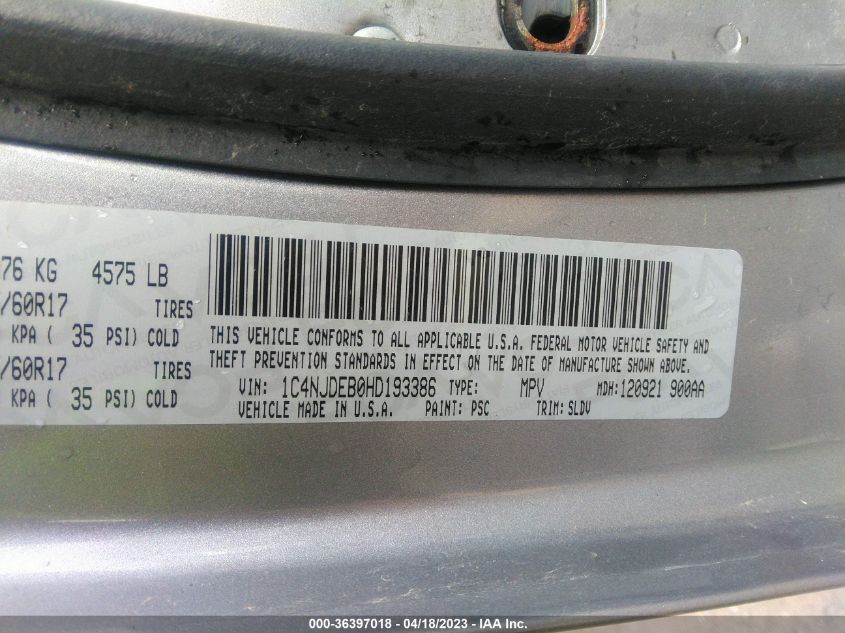 76 KG 4575 LB
/60R17 TIRES
KPA ( 35 PSI) COLD
/60R17 TIRES
KPA ( 35 PSI) COLD
THIS VEHICLE CONFORMS TO ALL APPLICABLE U.S.A. FEDERAL MOTOR VEHICLE SAFETY AND
THEFT PREVENTION STANDARDS IN EFFECT ON THE DATE OF MANUFACTURE SHOWN ABOVE.
VIN: 1C4NJDEB0HD193386 TYPE: MPV MDH:120921 900AA
VEHICLE MADE IN U.S.A. PAINT: PSC TRIM:SLDV
000-36397018 - 04/18/2023 - IAAI.COM